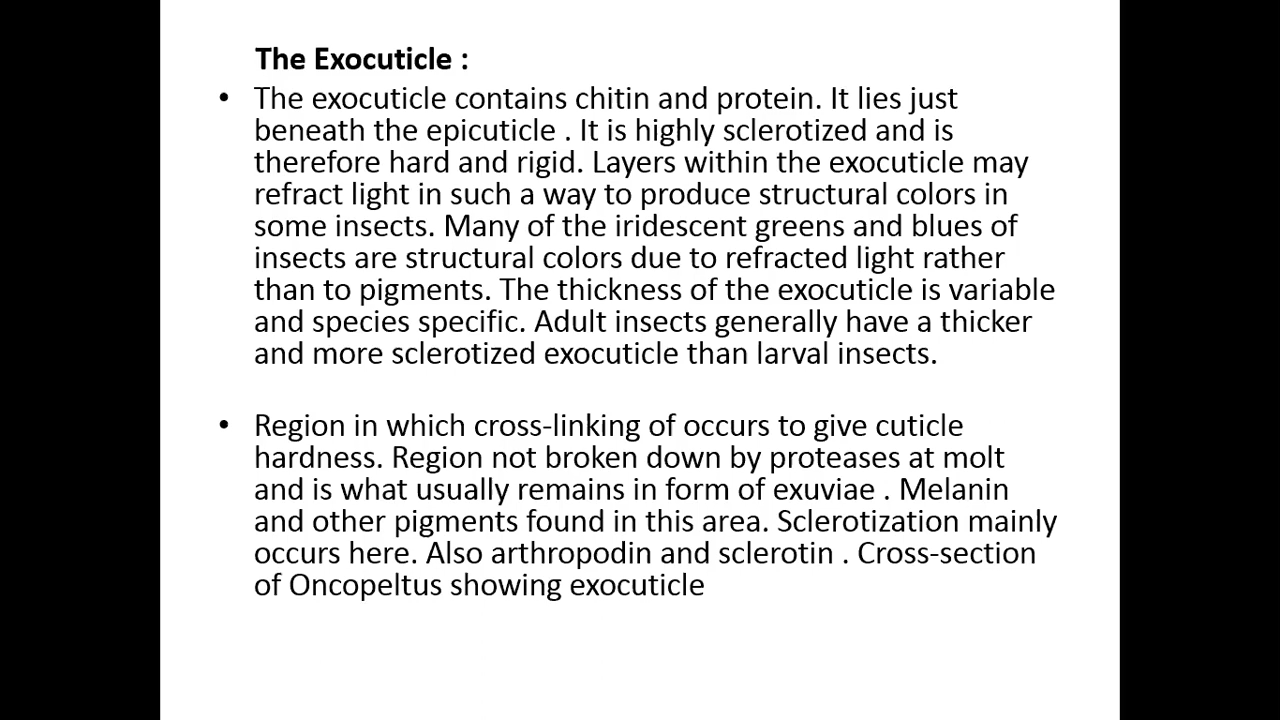 The Exocuticle :
• The exocuticle contains chitin and protein. It lies just
beneath the epicuticle . It is highly sclerotized and is
therefore hard and rigid. Layers within the exocuticle may
refract light in such a way to produce structural colors in
some insects. Many of the iridescent greens and blues of
insects are structural colors due to refracted light rather
than to pigments. The thickness of the exocuticle is variable
and species specific. Adult insects generally have a thicker
and more sclerotized exocuticle than larval insects.
• Region in which cross-linking of occurs to give cuticle
hardness. Region not broken down by proteases at molt
and is what usually remains in form of exuviae . Melanin
and other pigments found in this area. Sclerotization mainly
occurs here. Also arthropodin and sclerotin . Cross-section
of Oncopeltus showing exocuticle